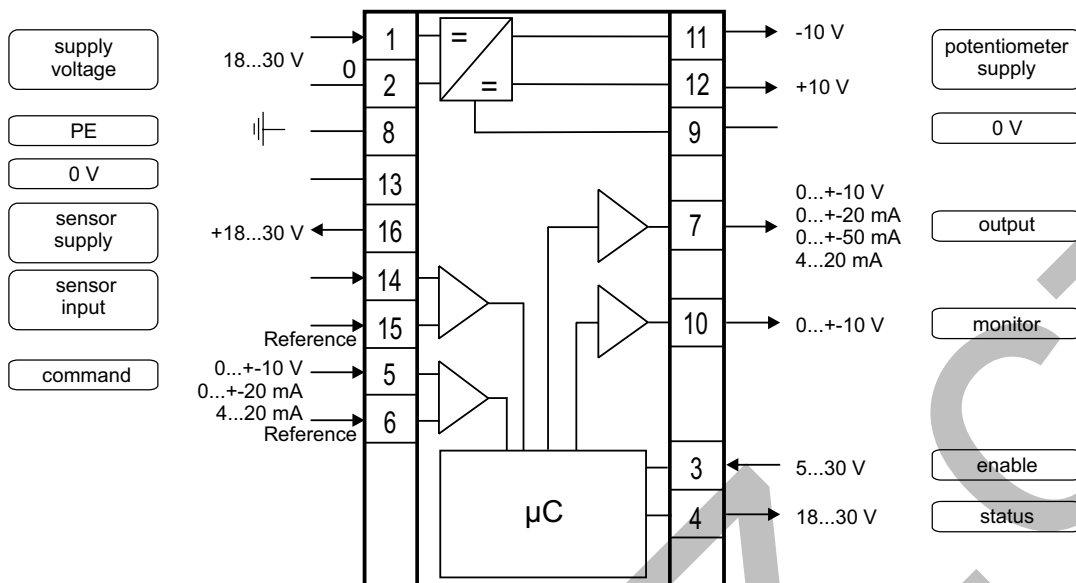 supply
voltage
18...30 V
0
PE
0 V
sensor
supply
+18...30 V
sensor
input
Reference
command
0...+-10 V
0...+-20 mA
4...20 mA
Reference
1
2
8
13
16
14
15
5
6
=
=
µC
11
12
9
7
10
3
4
-10 V
+10 V
potentiometer
supply
0 V
0...+-10 V
0...+-20 mA
0...+-50 mA
4...20 mA
output
0...+-10 V
monitor
5...30 V
enable
18...30 V
status